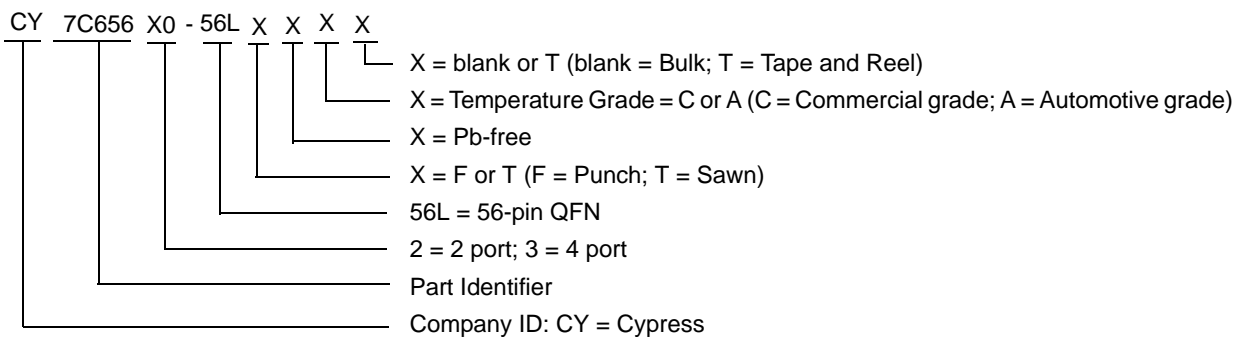 CY 7C656 X0 - 56L X X X X
X = blank or T (blank = Bulk; T = Tape and Reel)
X = Temperature Grade = C or A (C = Commercial grade; A = Automotive grade)
X = Pb-free
X = F or T (F = Punch; T = Sawn)
56L = 56-pin QFN
2 = 2 port; 3 = 4 port
Part Identifier
Company ID: CY = Cypress